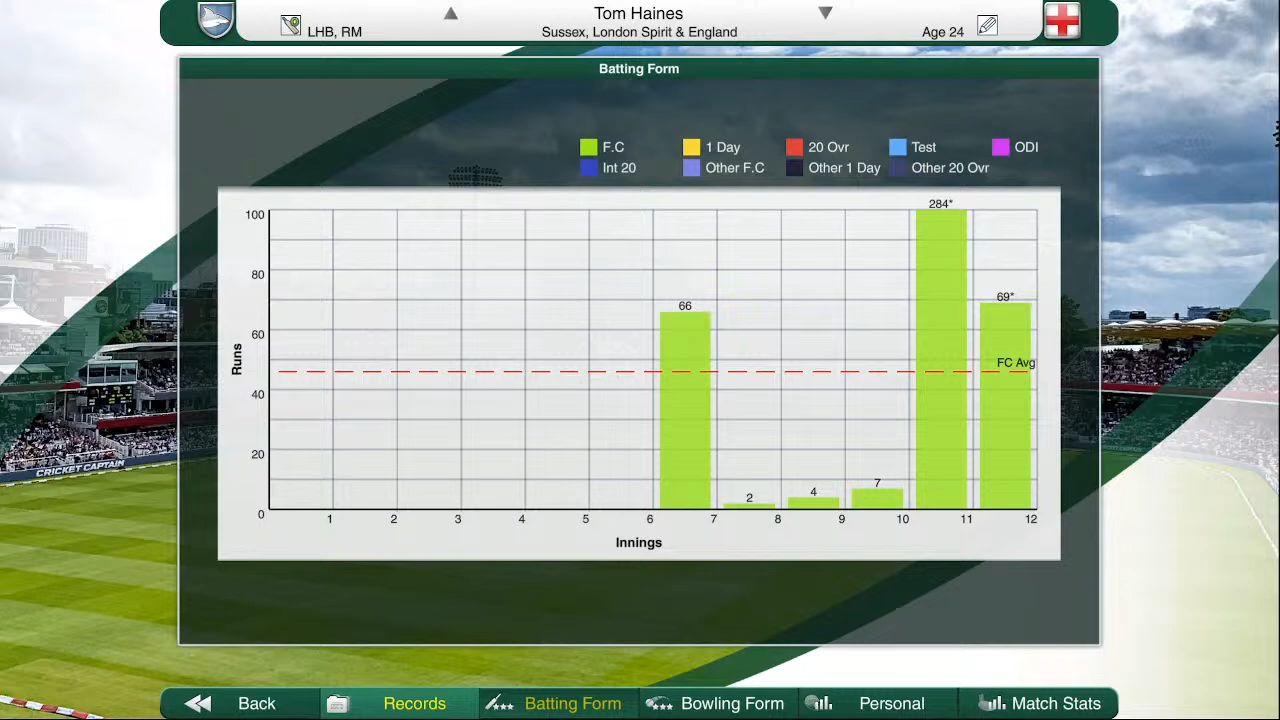 Tom Haines
LHB, RM
Sussex, London Spirit & England
Age 24
Batting Form
F.C
1 Day
20 Ovr
Test
ODI
Int 20
Other F.C
Other 1 Day
Other 20 Ovr
100
80
60
40
20
0
Runs
66
2
4
7
284*
69*
FC Avg
1
2
3
4
5
6
7
8
9
10
11
12
Innings
CRICKET CAPTAIN
Back
Records
Batting Form
Bowling Form
Personal
Match Stats